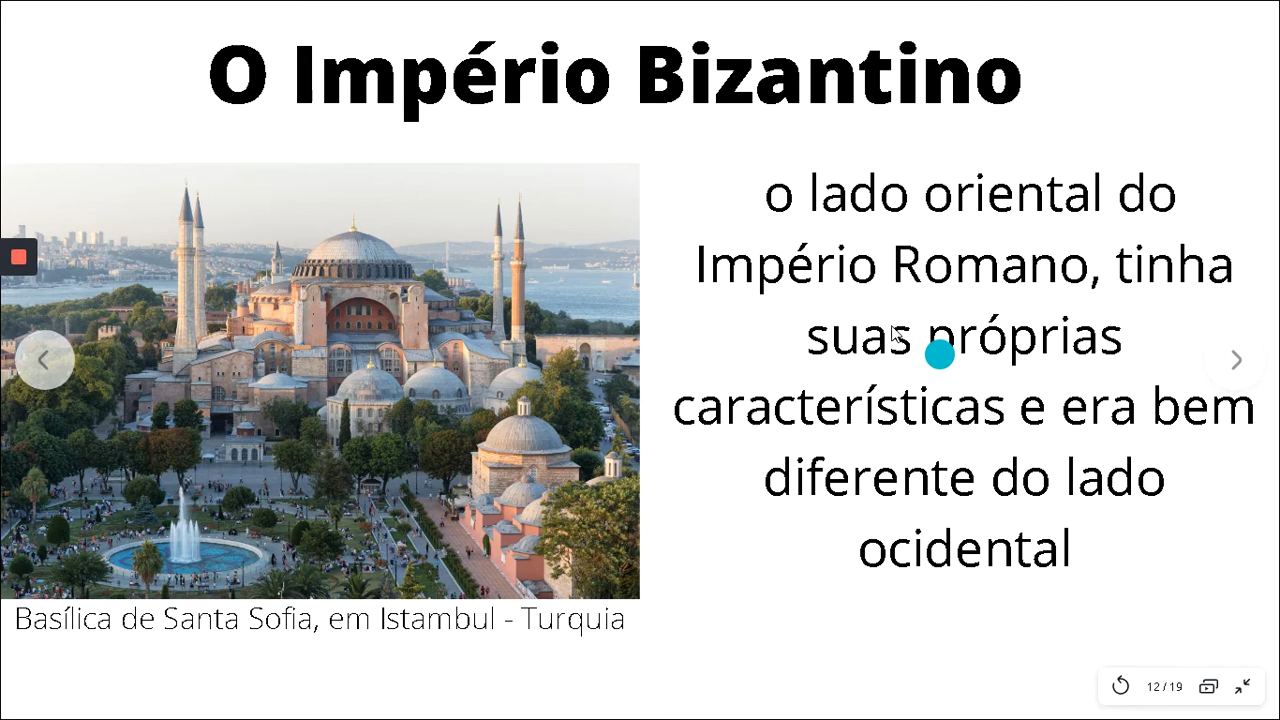 O Império Bizantino
o lado oriental do
Império Romano, tinha
suas próprias
características e era bem
diferente do lado
ocidental
Basílica de Santa Sofia, em Istambul - Turquia
12 / 19